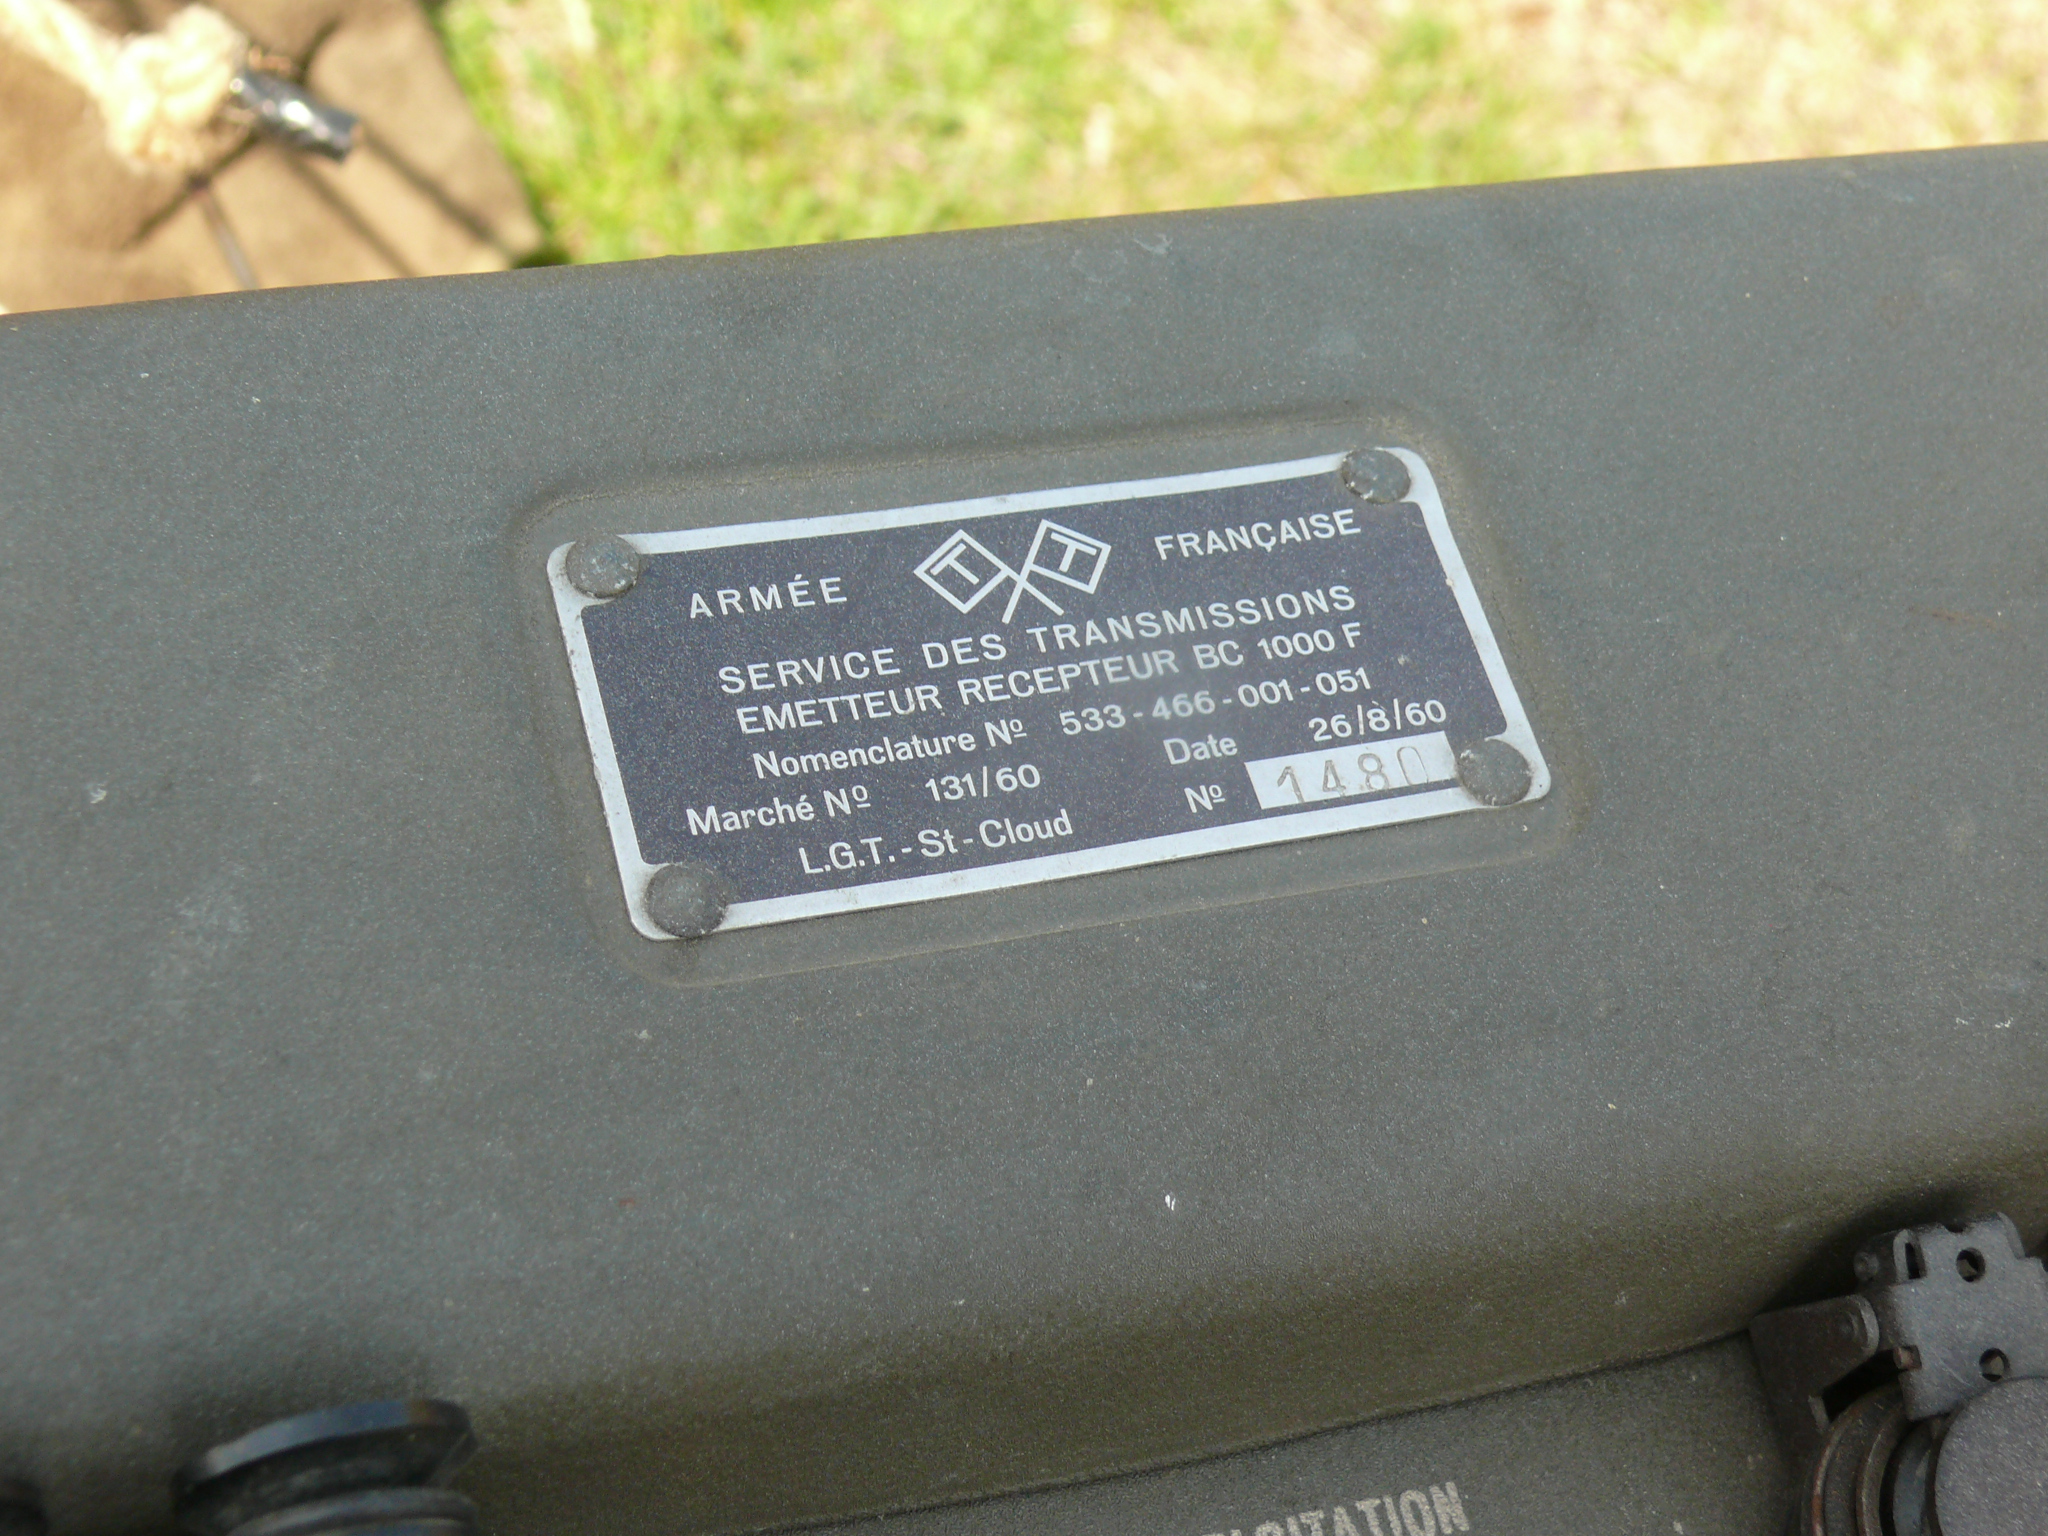 ARMÉE T T FRANÇAISE
SERVICE DES TRANSMISSIONS
EMETTEUR RECEPTEUR BC 1000 F
Nomenclature Nº 533-466-001-051
Marché Nº 131/60 Date 26/8/60
L.G.T.-St-Cloud Nº 1480